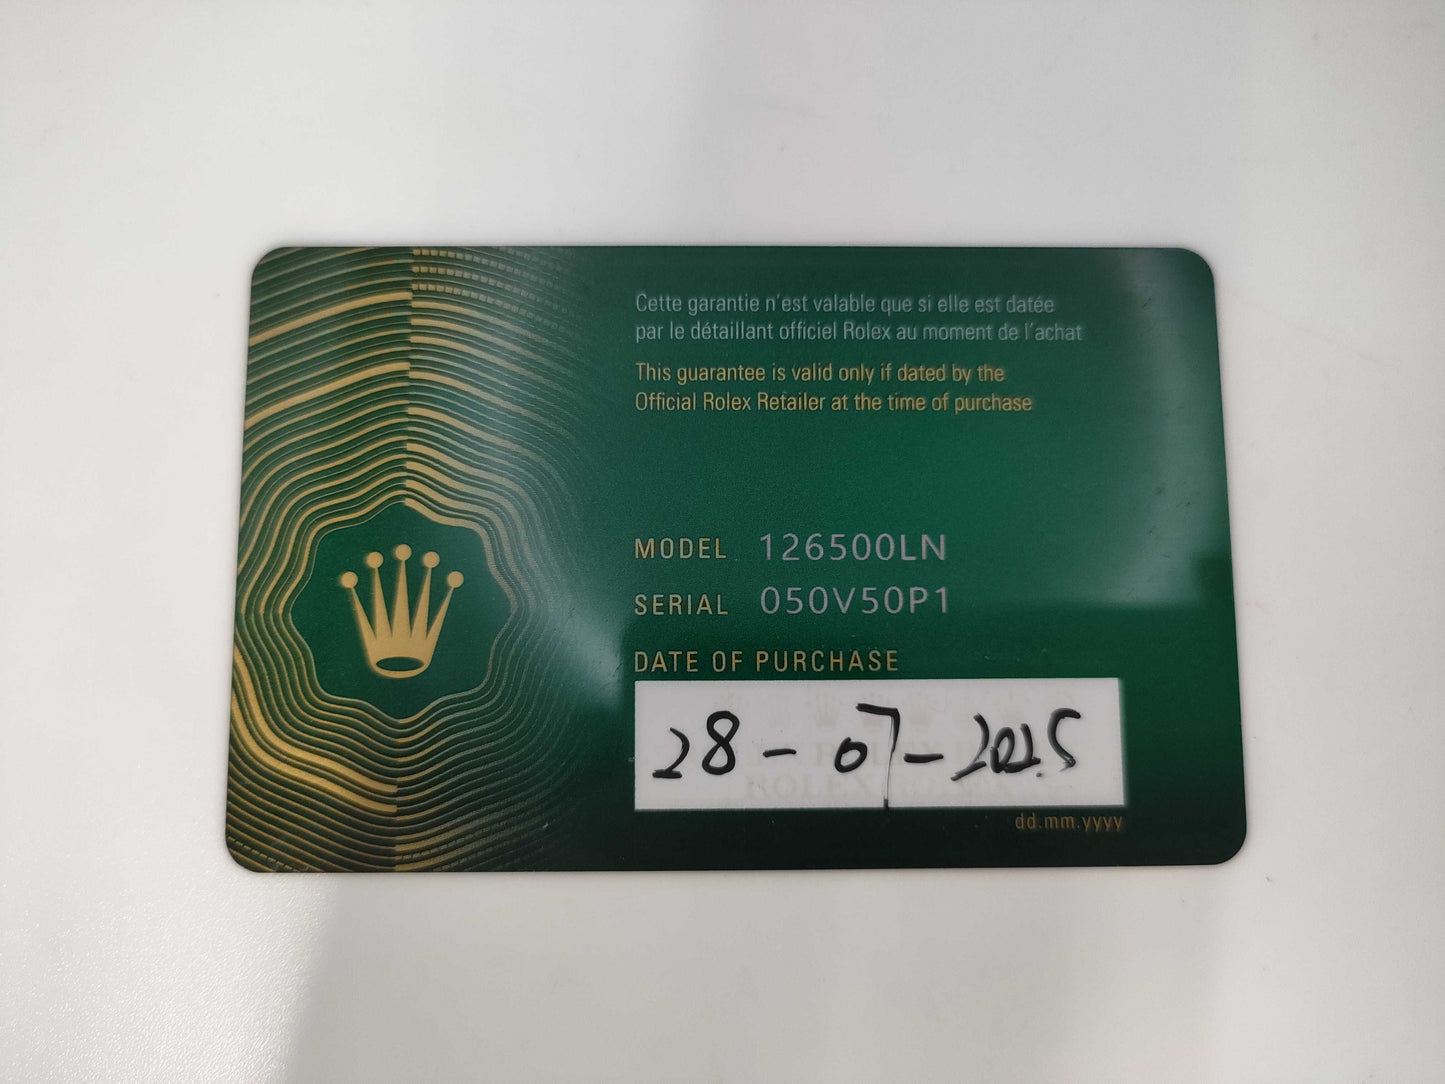 Cette garantie n'est valable que si elle est datée
par le détaillant officiel Rolex au moment de l'achat
This guarantee is valid only if dated by the
Official Rolex Retailer at the time of purchase
MODEL 126500LN
SERIAL 050V50P1
DATE OF PURCHASE
28-07-2025
ROLEX
dd.mm.yyyy